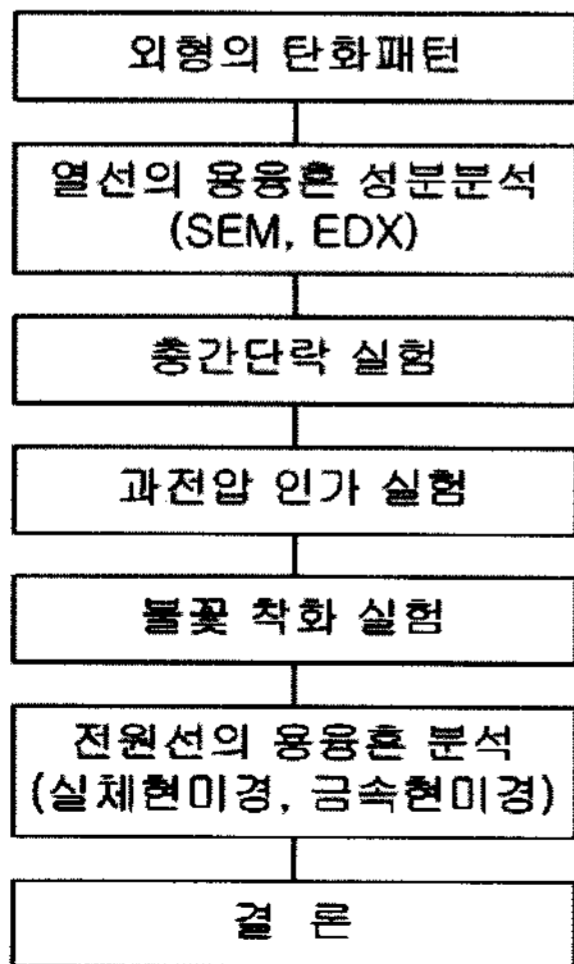 외형의 탄화패턴
열선의 용융흔 성분분석
(SEM, EDX)
층간단락 실험
과전압 인가 실험
불꽃 착화 실험
전원선의 용융흔 분석
(실체현미경, 금속현미경)
결 론